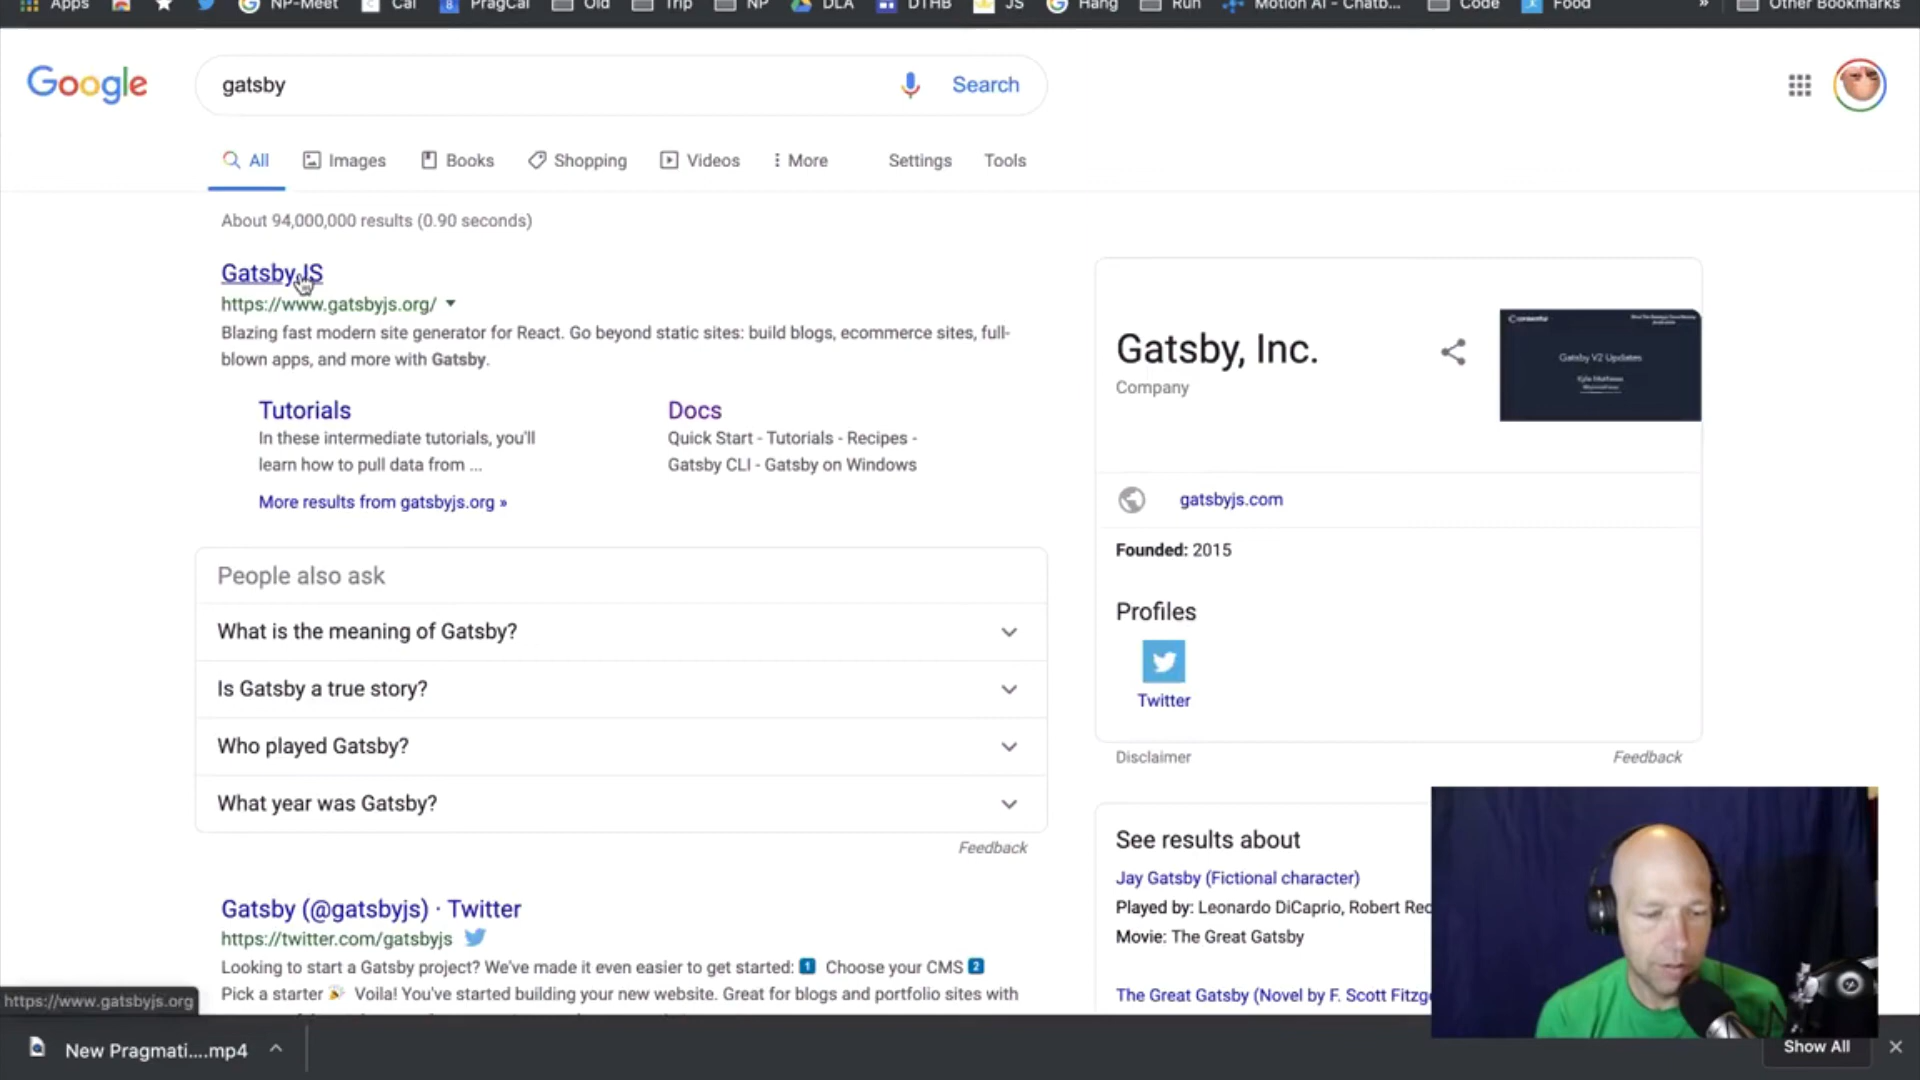 Apps
NP-Meet
Cal
PragCal
Old
Trip
NP
DLA
DTHB
JS
Hang
Run
Motion AI - Chatb...
Code
Food
»
Other Bookmarks
Google
gatsby
Search
All
Images
Books
Shopping
Videos
More
Settings
Tools
About 94,000,000 results (0.90 seconds)
GatsbyJS
https://www.gatsbyjs.org/
Blazing fast modern site generator for React. Go beyond static sites: build blogs, ecommerce sites, full-
blown apps, and more with Gatsby.
Tutorials
In these intermediate tutorials, you'll
learn how to pull data from ...
Docs
Quick Start - Tutorials - Recipes -
Gatsby CLI - Gatsby on Windows
More results from gatsbyjs.org »
People also ask
What is the meaning of Gatsby?
Is Gatsby a true story?
Who played Gatsby?
What year was Gatsby?
Feedback
Gatsby (@gatsbyjs) · Twitter
https://twitter.com/gatsbyjs
Looking to start a Gatsby project? We've made it even easier to get started: 1 Choose your CMS 2
Pick a starter 🎉 Voila! You've started building your new website. Great for blogs and portfolio sites with
Gatsby, Inc.
Company
Gatsby V2 Updates
gatsbyjs.com
Founded: 2015
Profiles
Twitter
Disclaimer
Feedback
See results about
Jay Gatsby (Fictional character)
Played by: Leonardo DiCaprio, Robert Rec
Movie: The Great Gatsby
The Great Gatsby (Novel by F. Scott Fitzge
https://www.gatsbyjs.org
New Pragmati....mp4
Show All